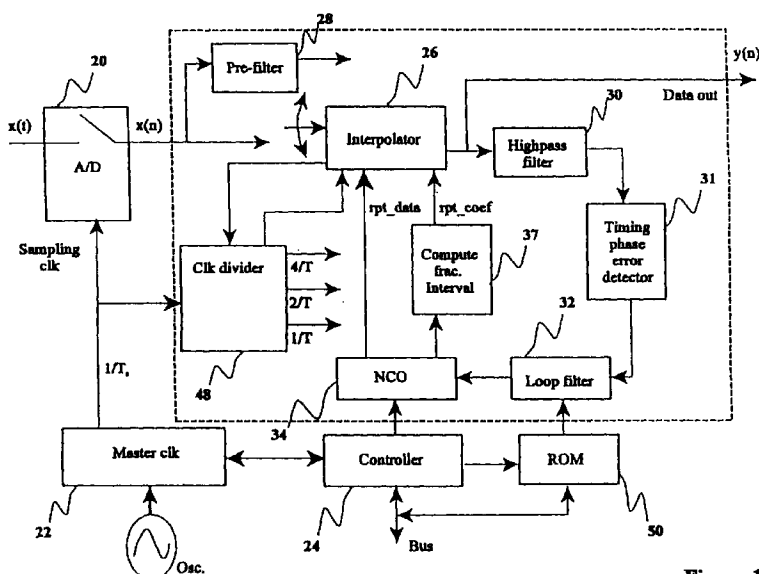 28
y(n)
20
Pre-filter
26
Data out
x(t)
x(n)
A/D
Interpolator
30
Highpass
filter
31
rpt_data
rpt_coef
Sampling
clk
Clk divider
4/T
2/T
1/T
Compute
frac.
Interval
37
Timing
phase
error
detector
32
1/Ts
48
NCO
Loop filter
34
Master clk
Controller
ROM
22
24
50
Bus
Osc.